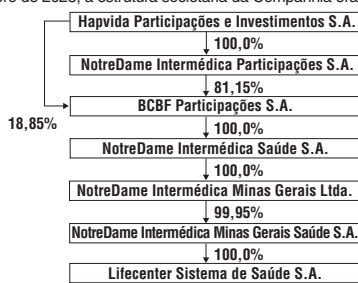 Hapvida Participações e Investimentos S.A.
100,0%
NotreDame Intermédica Participações S.A.
81,15%
BCBF Participações S.A.
18,85%
100,0%
NotreDame Intermédica Saúde S.A.
100,0%
NotreDame Intermédica Minas Gerais Ltda.
99,95%
NotreDame Intermédica Minas Gerais Saúde S.A.
100,0%
Lifecenter Sistema de Saúde S.A.